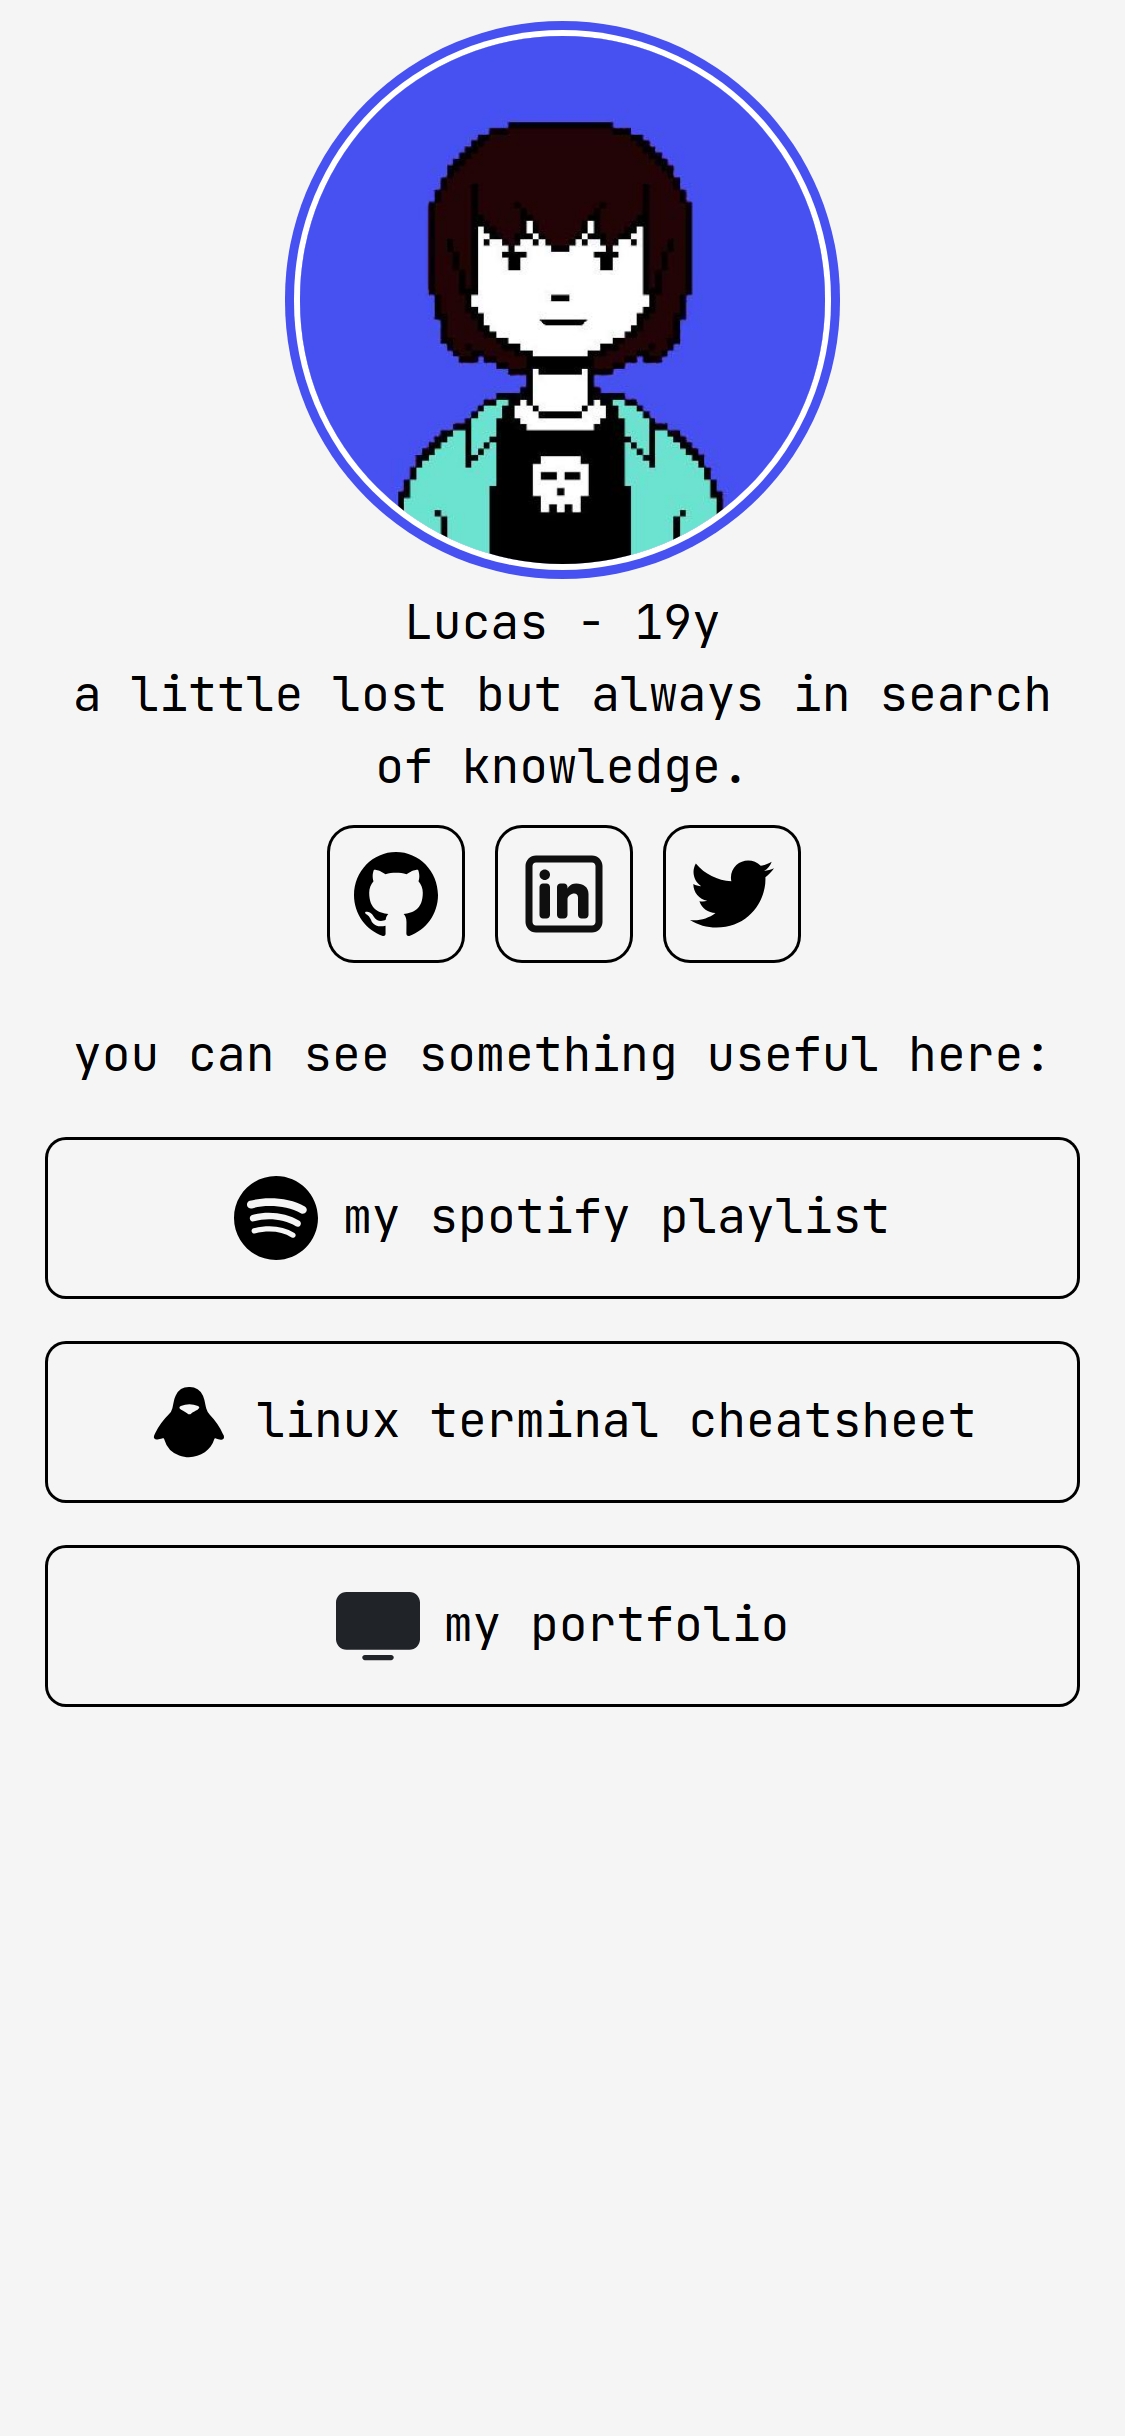 Lucas - 19y
a little lost but always in search
of knowledge.
in
you can see something useful here:
my spotify playlist
linux terminal cheatsheet
my portfolio